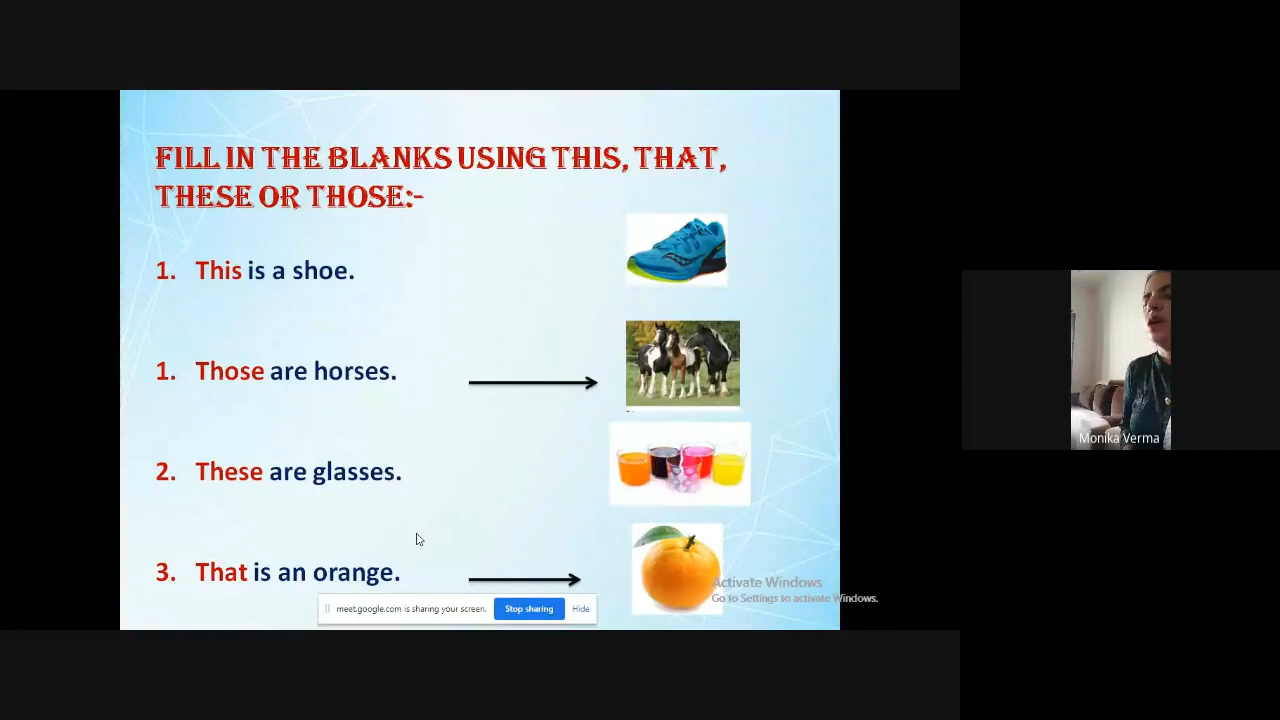 FILL IN THE BLANKS USING THIS, THAT,
THESE OR THOSE:-
1. This is a shoe.
1. Those are horses.
2. These are glasses.
3. That is an orange.
Activate Windows
Go to Settings to activate Windows.
meet.google.com is sharing your screen.
Stop sharing
Hide
Monika Verma